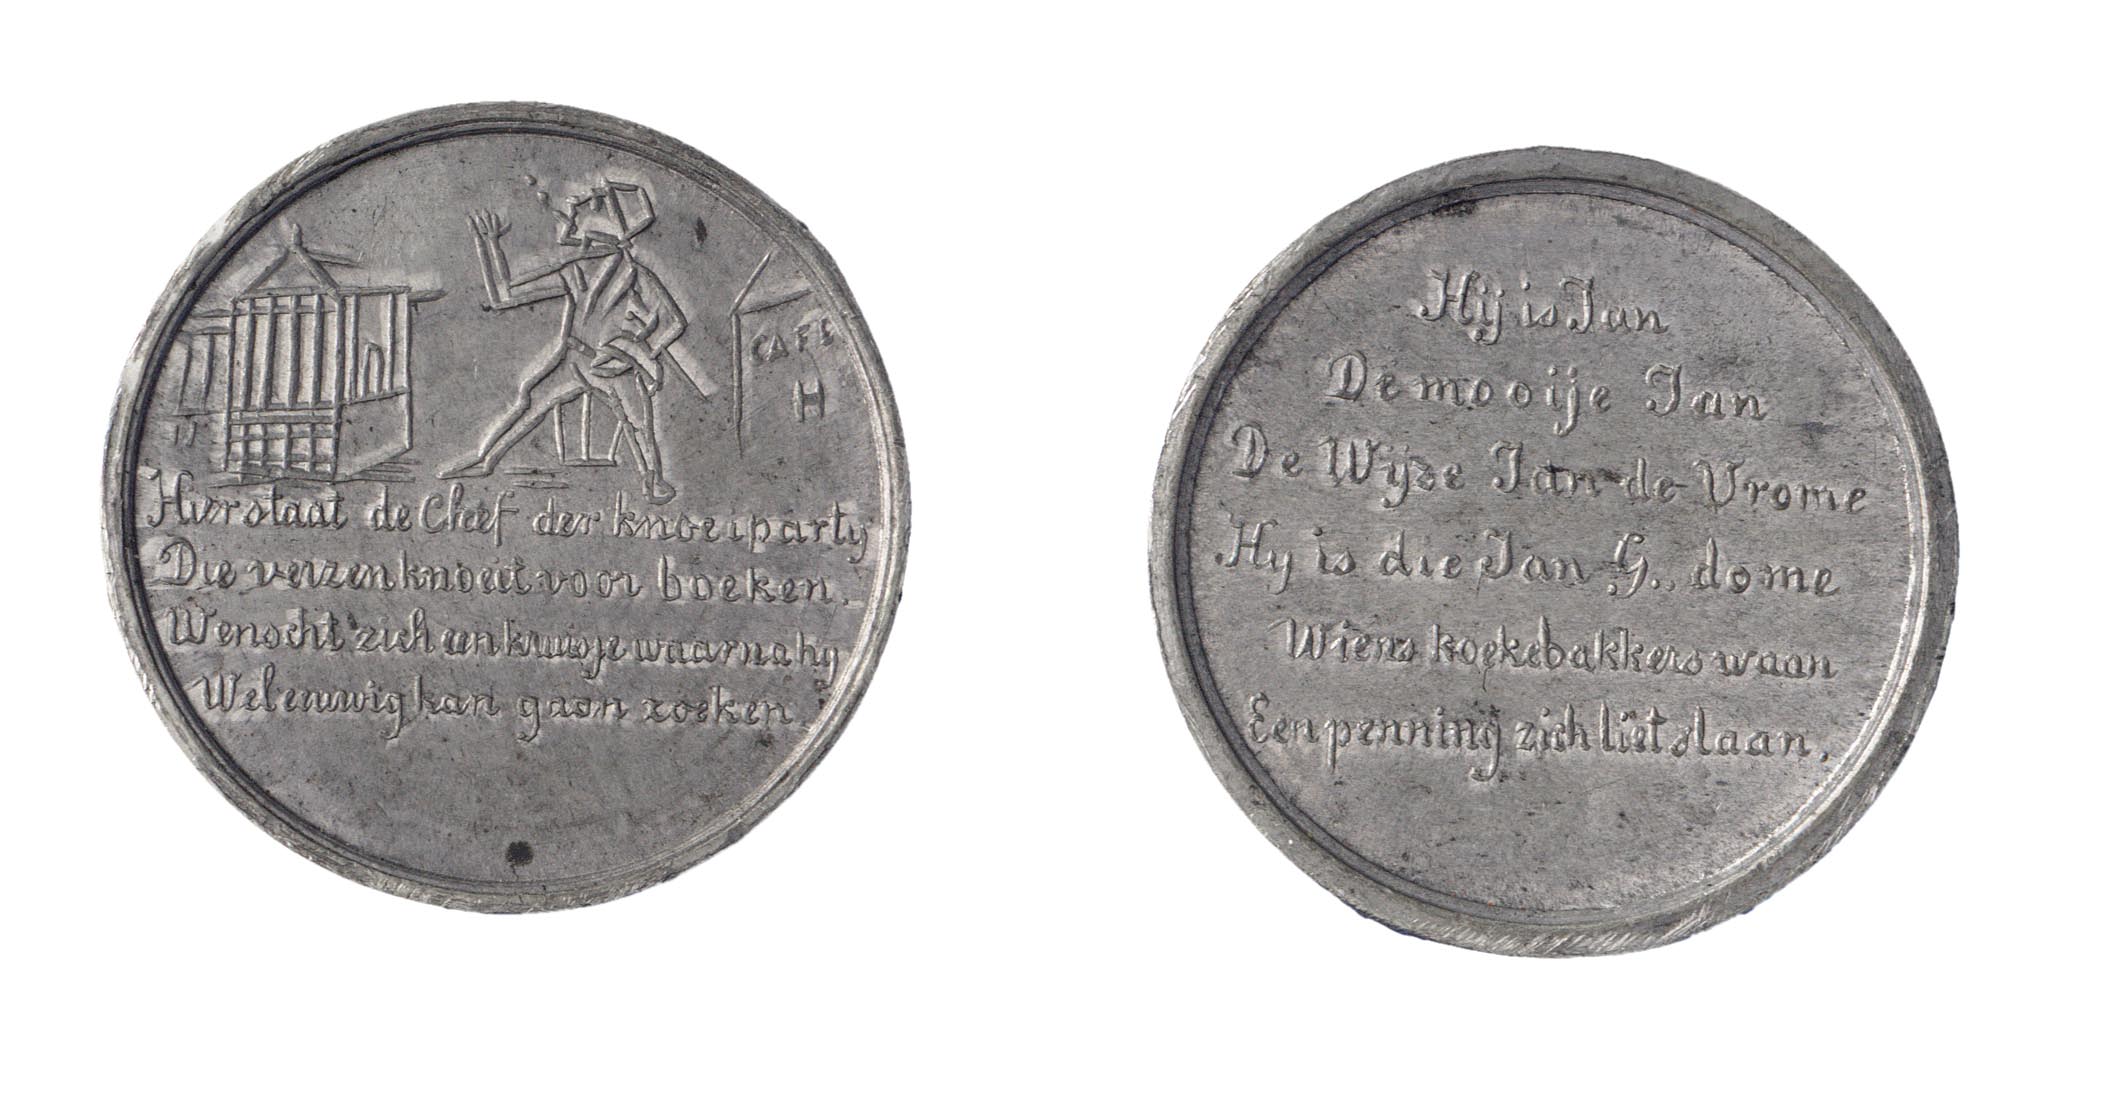 CAFE
H
Hier staat de Chef der knoeiparty
Die verzen knoeit voor boeken.
Wenscht zich een kruisje waarna hy
Wel eeuwig kan gaan zoeken
Hij is Jan
De mooije Jan
De Wijze Jan de Vrome
Hy is die Jan G.. dome
Wiens koekebakkers waan
Een penning zich liet slaan.